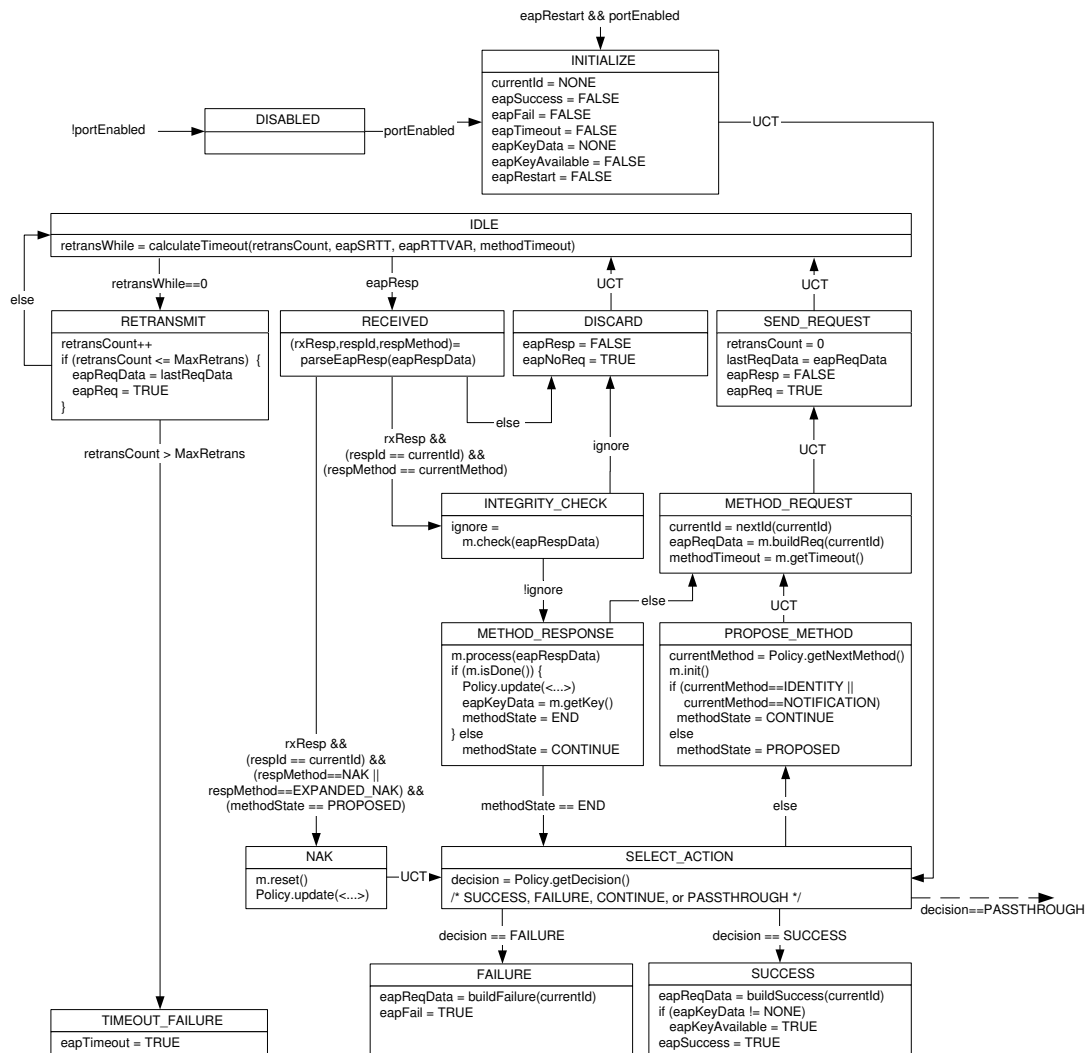 eapRestart && portEnabled
INITIALIZE
currentId = NONE
eapSuccess = FALSE
eapFail = FALSE
eapTimeout = FALSE
eapKeyData = NONE
eapKeyAvailable = FALSE
eapRestart = FALSE
!portEnabled
DISABLED
portEnabled
UCT
IDLE
retransWhile = calculateTimeout(retransCount, eapSRTT, eapRTTVAR, methodTimeout)
else
retransWhile==0
eapResp
UCT
UCT
RETRANSMIT
retransCount++
if (retransCount <= MaxRetrans) {
eapReqData = lastReqData
eapReq = TRUE
}
RECEIVED
(rxResp,respId,respMethod)=
parseEapResp(eapRespData)
DISCARD
eapResp = FALSE
eapNoReq = TRUE
SEND_REQUEST
retransCount = 0
lastReqData = eapReqData
eapResp = FALSE
eapReq = TRUE
else
retransCount > MaxRetrans
rxResp &&
(respId == currentId) &&
(respMethod == currentMethod)
ignore
UCT
INTEGRITY_CHECK
ignore =
m.check(eapRespData)
METHOD_REQUEST
currentId = nextId(currentId)
eapReqData = m.buildReq(currentId)
methodTimeout = m.getTimeout()
!ignore
else
UCT
METHOD_RESPONSE
m.process(eapRespData)
if (m.isDone()) {
Policy.update(<...>)
eapKeyData = m.getKey()
methodState = END
} else
methodState = CONTINUE
PROPOSE_METHOD
currentMethod = Policy.getNextMethod()
m.init()
if (currentMethod==IDENTITY ||
currentMethod==NOTIFICATION)
methodState = CONTINUE
else
methodState = PROPOSED
rxResp &&
(respId == currentId) &&
(respMethod==NAK ||
respMethod==EXPANDED_NAK) &&
(methodState == PROPOSED)
methodState == END
else
NAK
m.reset()
Policy.update(<...>)
UCT
SELECT_ACTION
decision = Policy.getDecision()
/* SUCCESS, FAILURE, CONTINUE, or PASSTHROUGH */
decision==PASSTHROUGH
decision == FAILURE
decision == SUCCESS
FAILURE
eapReqData = buildFailure(currentId)
eapFail = TRUE
SUCCESS
eapReqData = buildSuccess(currentId)
if (eapKeyData != NONE)
eapKeyAvailable = TRUE
eapSuccess = TRUE
TIMEOUT_FAILURE
eapTimeout = TRUE